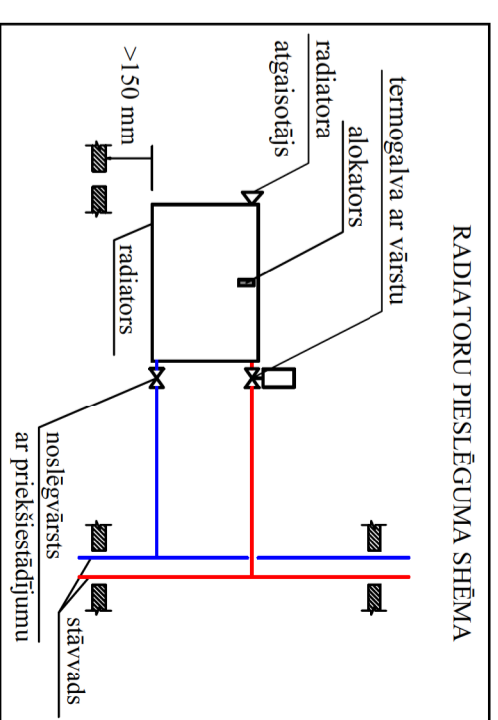 RADIATORU PIESLĒGUMA SHĒMA
termogalva ar vārstu
alokators
radiatora
atgaisotājs
>150 mm
radiators
noslēgvārsts
ar priekšiestādījumu
stāvvads